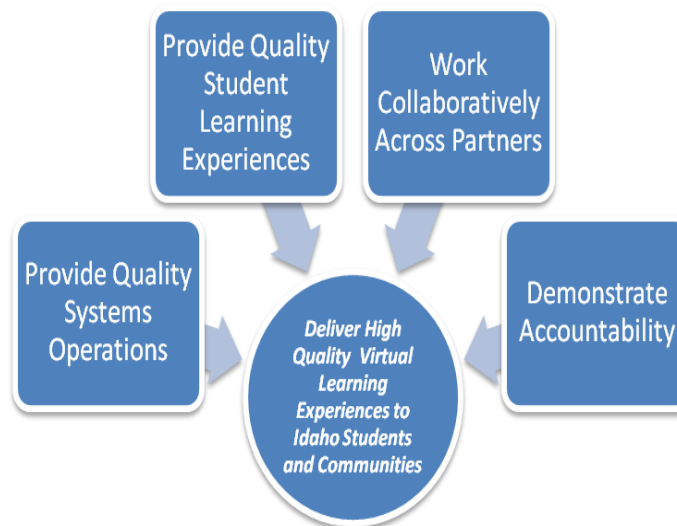 Provide Quality
Student
Learning
Experiences
Work
Collaboratively
Across Partners
Provide Quality
Systems
Operations
Demonstrate
Accountability
Deliver High
Quality Virtual
Learning
Experiences to
Idaho Students
and Communities